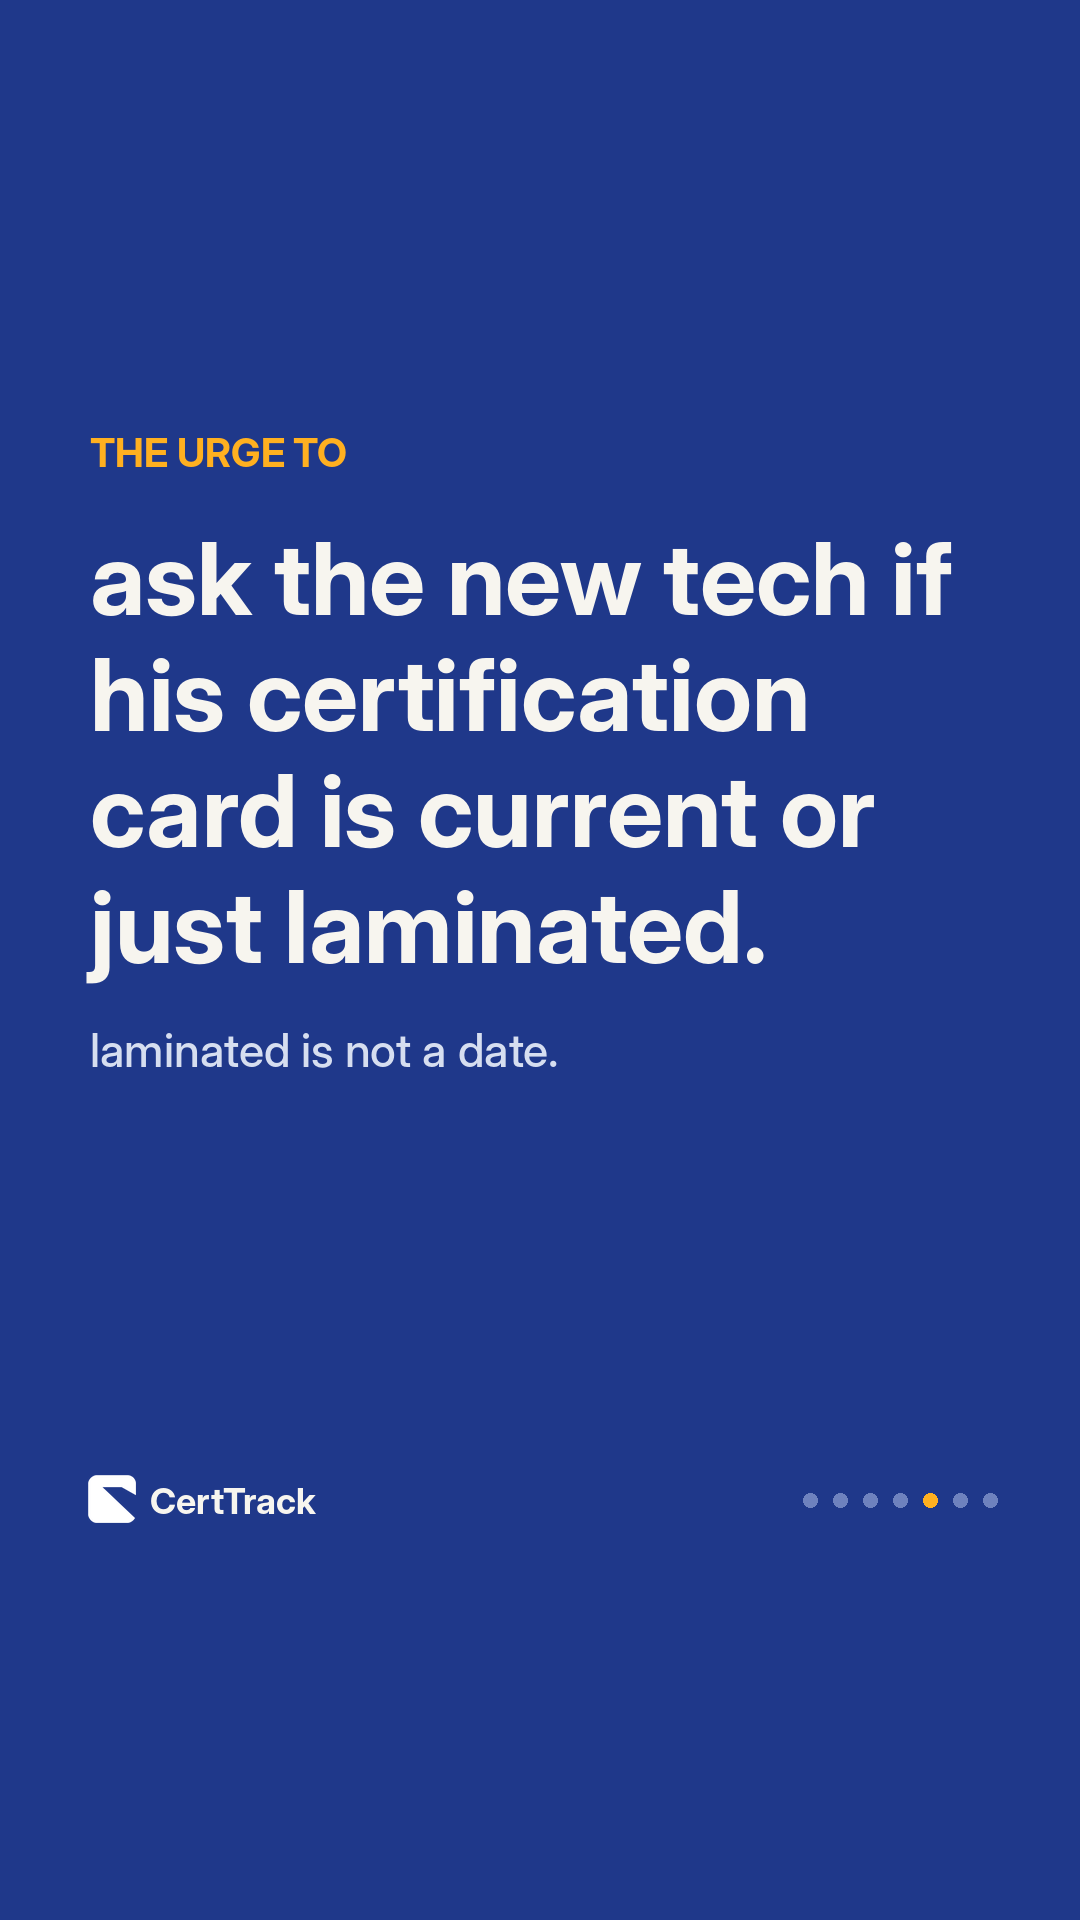 THE URGE TO
ask the new tech if
his certification
card is current or
just laminated.
laminated is not a date.
CertTrack